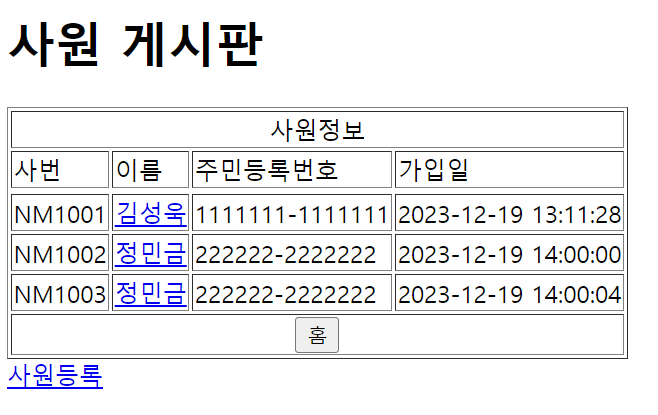 사원 게시판
사원정보
사번 이름 주민등록번호 가입일
NM1001 김성욱 1111111-1111111 2023-12-19 13:11:28
NM1002 정민금 222222-2222222 2023-12-19 14:00:00
NM1003 정민금 222222-2222222 2023-12-19 14:00:04
홈
사원등록